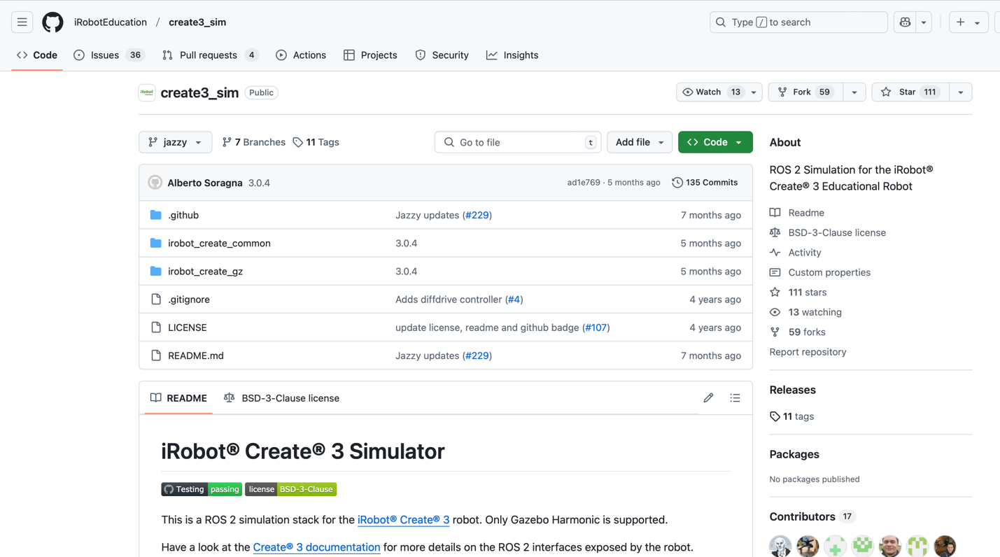 iRobotEducation / create3_sim
Type / to search
Code Issues 36 Pull requests 4 Actions Projects Security Insights
iRobot
create3_sim Public
Watch 13 Fork 59 Star 111
jazzy 7 Branches 11 Tags Go to file t Add file Code
Alberto Soragna 3.0.4 ad1e769 · 5 months ago 135 Commits
.github Jazzy updates (#229) 7 months ago
irobot_create_common 3.0.4 5 months ago
irobot_create_gz 3.0.4 5 months ago
.gitignore Adds diffdrive controller (#4) 4 years ago
LICENSE update license, readme and github badge (#107) 4 years ago
README.md Jazzy updates (#229) 7 months ago
README BSD-3-Clause license
iRobot® Create® 3 Simulator
Testing passing license BSD-3-Clause
This is a ROS 2 simulation stack for the iRobot® Create® 3 robot. Only Gazebo Harmonic is supported.
Have a look at the Create® 3 documentation for more details on the ROS 2 interfaces exposed by the robot.
About
ROS 2 Simulation for the iRobot®
Create® 3 Educational Robot
Readme
BSD-3-Clause license
Activity
Custom properties
111 stars
13 watching
59 forks
Report repository
Releases
11 tags
Packages
No packages published
Contributors 17